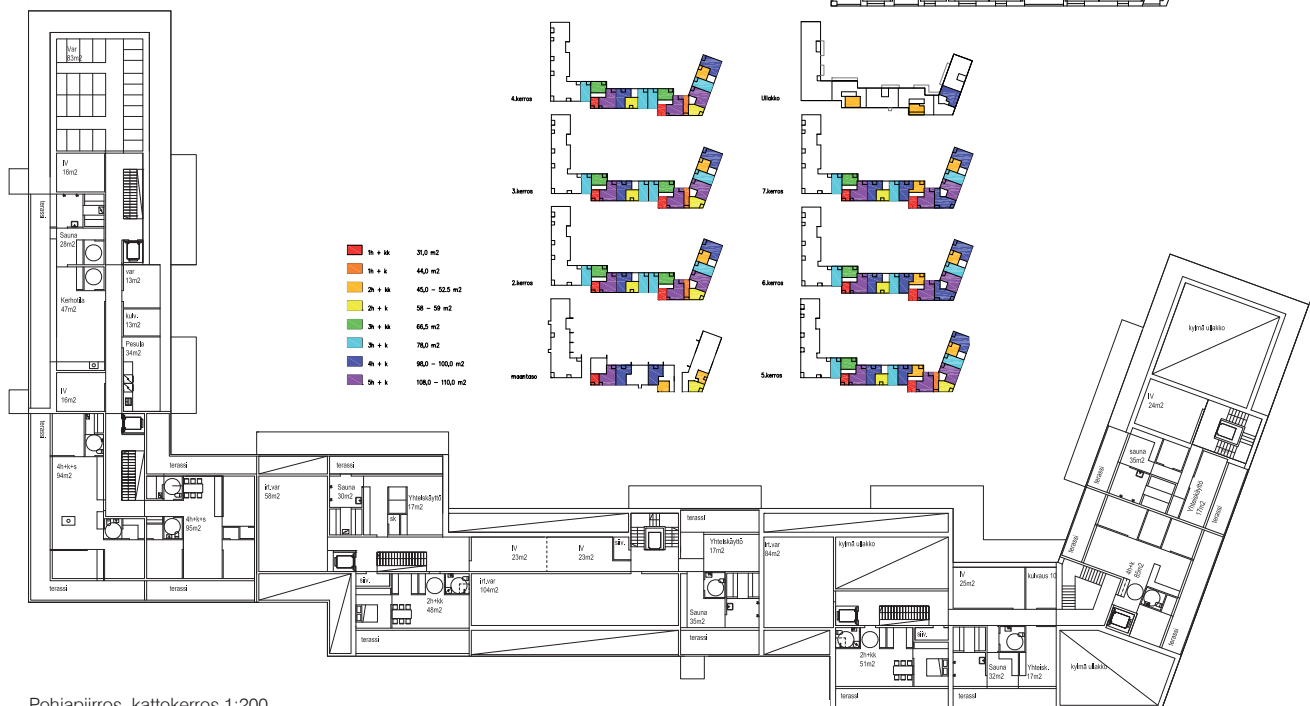 Var
83m2
IV
16m2
terassi
Sauna
28m2
var
13m2
Kerhotila
47m2
kuiv.
13m2
Pesula
34m2
IV
16m2
terassi
4h+k+s
94m2
terassi
4h+k+s
95m2
terassi
terassi
4.kerros
Ullakko
3.kerros
7.kerros
2.kerros
6.kerros
maantaso
5.kerros
1h + kk 31,0 m2
1h + k 44,0 m2
2h + kk 45,0 - 52.5 m2
2h + k 58 - 59 m2
3h + kk 66,5 m2
3h + k 78,0 m2
4h + k 98,0 - 100,0 m2
5h + k 108,0 - 110,0 m2
irt.var
58m2
terassi
Sauna
30m2
Yhteiskäyttö
17m2
sk
siiv.
2h+kk
48m2
terassi
IV
23m2
IV
23m2
siiv.
irt.var
104m2
terassi
Yhteiskäyttö
17m2
Sauna
35m2
terassi
irt.var
84m2
kylmä ullakko
siiv.
2h+kk
51m2
terassi
IV
25m2
kuivaus 10
Sauna
32m2
Yhteisk.
17m2
terassi
kylmä ullakko
kylmä ullakko
IV
24m2
terassi
sauna
35m2
Yhteiskäyttö
17m2
terassi
terassi
4h+k
85m2
terassi
Pohjapiirros, kattokerros 1:200